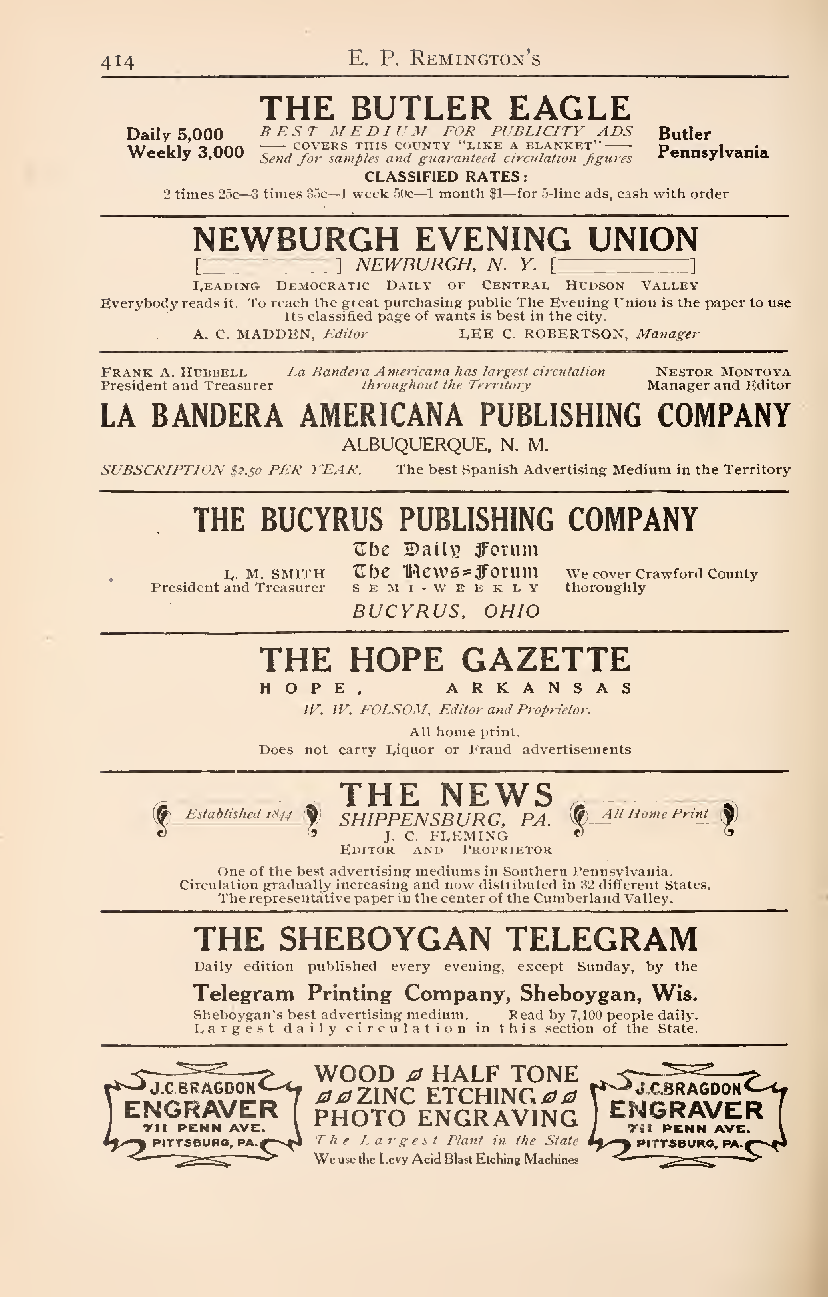 414 E. P. Remington's
THE BUTLER EAGLE
Daily 5,000
Weekly 3,000
BEST MEDIUM FOR PUBLICITY ADS
COVERS THIS COUNTY "LIKE A BLANKET"
Send for samples and guaranteed circulation figures
Butler
Pennsylvania
CLASSIFIED RATES:
2 times 25c—3 times 35c—1 week 50c—1 month $1—for 5-line ads, cash with order
NEWBURGH EVENING UNION
[ ] NEWBURGH, N. Y. [ ]
Leading Democratic Daily of Central Hudson Valley
Everybody reads it. To reach the great purchasing public The Evening Union is the paper to use
Its classified page of wants is best in the city.
A. C. MADDEN, Editor LEE C. ROBERTSON, Manager
Frank A. Hubbell
President and Treasurer
La Bandera Americana has largest circulation
throughout the Territory
Nestor Montoya
Manager and Editor
LA BANDERA AMERICANA PUBLISHING COMPANY
ALBUQUERQUE, N. M.
SUBSCRIPTION $2.50 PER YEAR. The best Spanish Advertising Medium in the Territory
THE BUCYRUS PUBLISHING COMPANY
The Daily Forum
L. M. SMITH
President and Treasurer
The News-Forum
SEMI-WEEKLY
We cover Crawford County
thoroughly
BUCYRUS, OHIO
THE HOPE GAZETTE
HOPE, ARKANSAS
W. W. FOLSOM, Editor and Proprietor.
All home print.
Does not carry Liquor or Fraud advertisements
THE NEWS
Established 1844
SHIPPENSBURG, PA.
All Home Print
J. C. FLEMING
Editor and Proprietor
One of the best advertising mediums in Southern Pennsylvania.
Circulation gradually increasing and now distributed in 32 different States.
The representative paper in the center of the Cumberland Valley.
THE SHEBOYGAN TELEGRAM
Daily edition published every evening, except Sunday, by the
Telegram Printing Company, Sheboygan, Wis.
Sheboygan's best advertising medium. Read by 7,100 people daily.
Largest daily circulation in this section of the State.
J.C.BRAGDON
ENGRAVER
711 PENN AVE.
PITTSBURG, PA.
WOOD HALF TONE
ZINC ETCHING
PHOTO ENGRAVING
The Largest Plant in the State
We use the Levy Acid Blast Etching Machines
J.C.BRAGDON
ENGRAVER
711 PENN AVE.
PITTSBURG, PA.